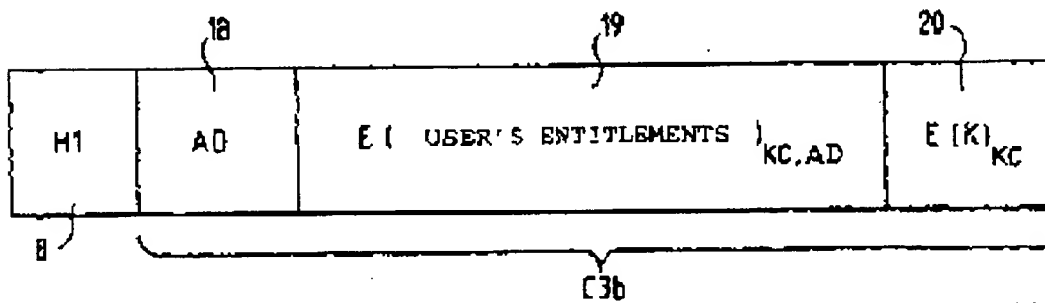 18 19 20
H1 AD E ( USER'S ENTITLEMENTS )KC,AD E (K)KC
8
C3b